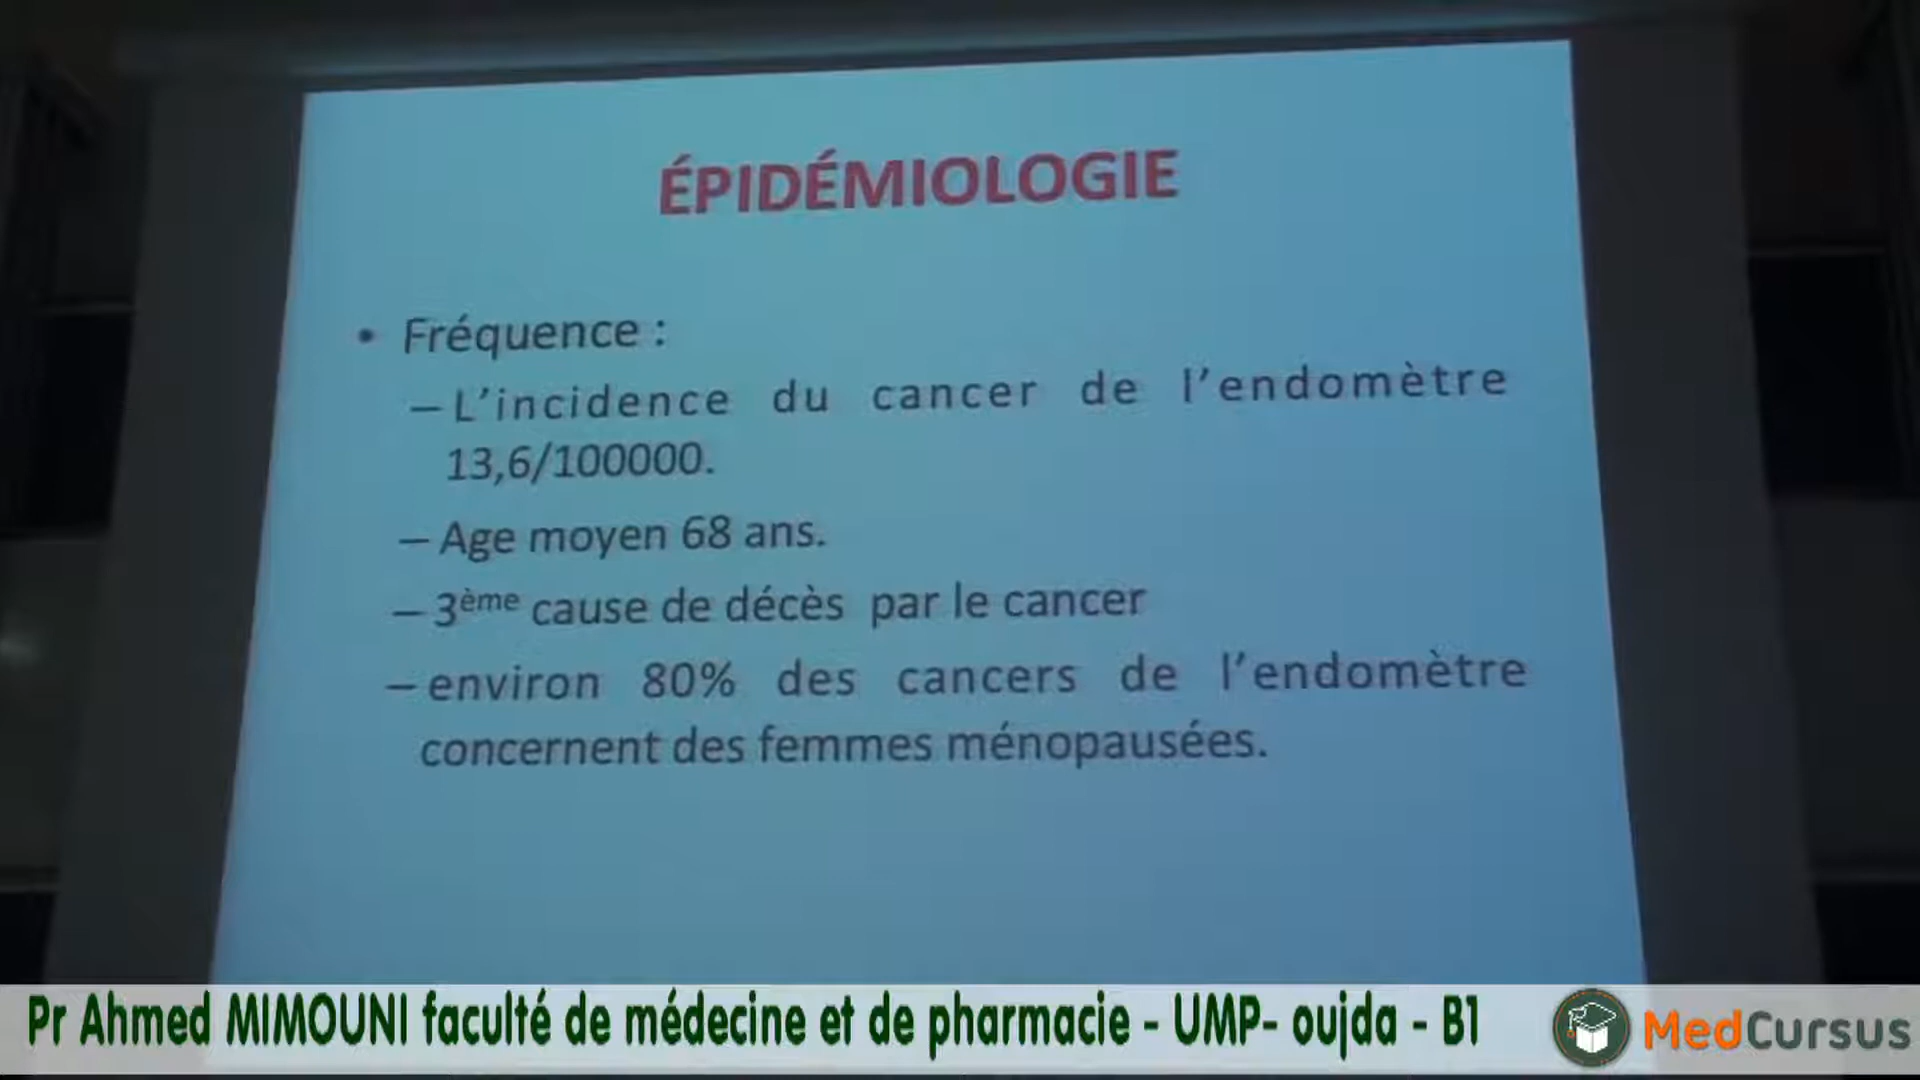 ÉPIDÉMIOLOGIE
• Fréquence :
– L’incidence du cancer de l’endomètre
13,6/100000.
– Age moyen 68 ans.
– 3ème cause de décès par le cancer
– environ 80% des cancers de l’endomètre
concernent des femmes ménopausées.
Pr Ahmed MIMOUNI faculté de médecine et de pharmacie - UMP- oujda - B1
MedCursus